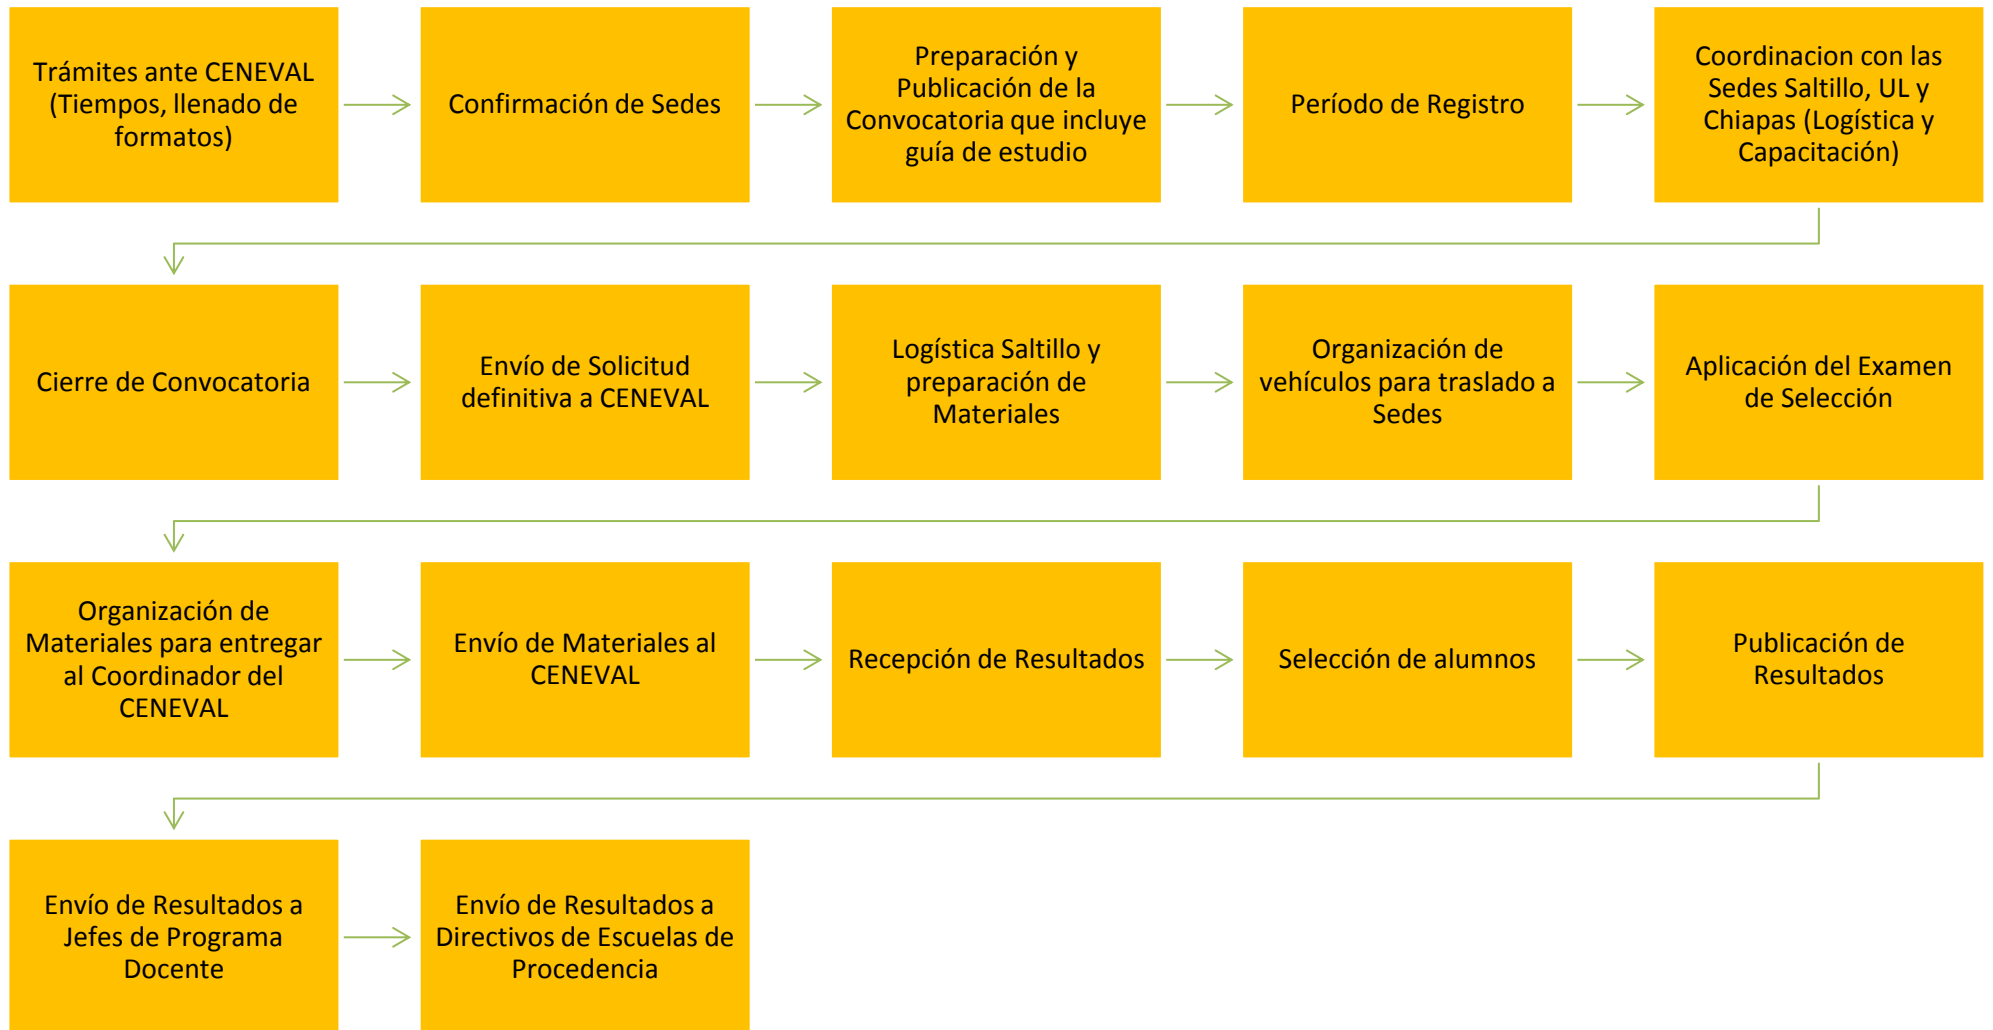 Trámites ante CENEVAL
(Tiempos, llenado de
formatos)
Confirmación de Sedes
Preparación y
Publicación de la
Convocatoria que incluye
guía de estudio
Período de Registro
Coordinacion con las
Sedes Saltillo, UL y
Chiapas (Logística y
Capacitación)
Cierre de Convocatoria
Envío de Solicitud
definitiva a CENEVAL
Logística Saltillo y
preparación de
Materiales
Organización de
vehículos para traslado a
Sedes
Aplicación del Examen
de Selección
Organización de
Materiales para entregar
al Coordinador del
CENEVAL
Envío de Materiales al
CENEVAL
Recepción de Resultados
Selección de alumnos
Publicación de
Resultados
Envío de Resultados a
Jefes de Programa
Docente
Envío de Resultados a
Directivos de Escuelas de
Procedencia